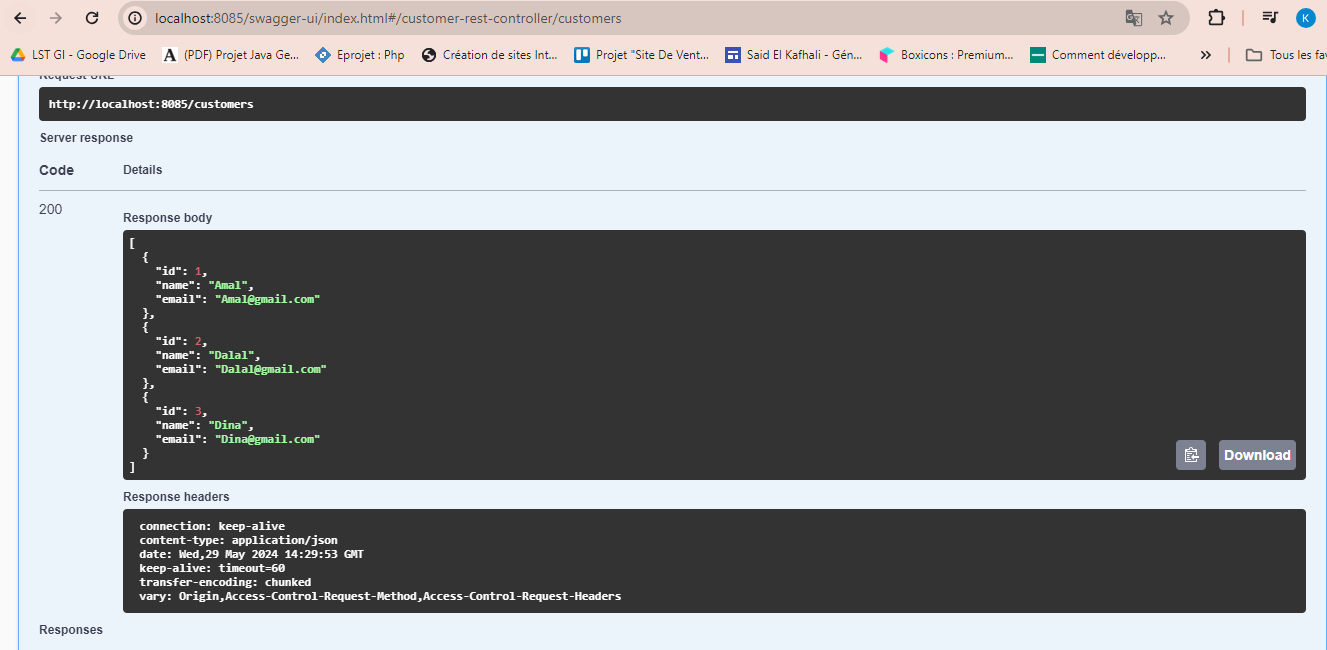 localhost:8085/swagger-ui/index.html#/customer-rest-controller/customers
K
LST GI - Google Drive
A (PDF) Projet Java Ge...
Eprojet : Php
Création de sites Int...
Projet "Site De Vent...
Said El Kafhali - Gén...
Boxicons : Premium...
Comment développ...
»
Tous les fav
Request URL
http://localhost:8085/customers
Server response
Code Details
200
Response body
[
  {
    "id": 1,
    "name": "Amal",
    "email": "Amal@gmail.com"
  },
  {
    "id": 2,
    "name": "Dalal",
    "email": "Dalal@gmail.com"
  },
  {
    "id": 3,
    "name": "Dina",
    "email": "Dina@gmail.com"
  }
]
Download
Response headers
connection: keep-alive
content-type: application/json
date: Wed,29 May 2024 14:29:53 GMT
keep-alive: timeout=60
transfer-encoding: chunked
vary: Origin,Access-Control-Request-Method,Access-Control-Request-Headers
Responses